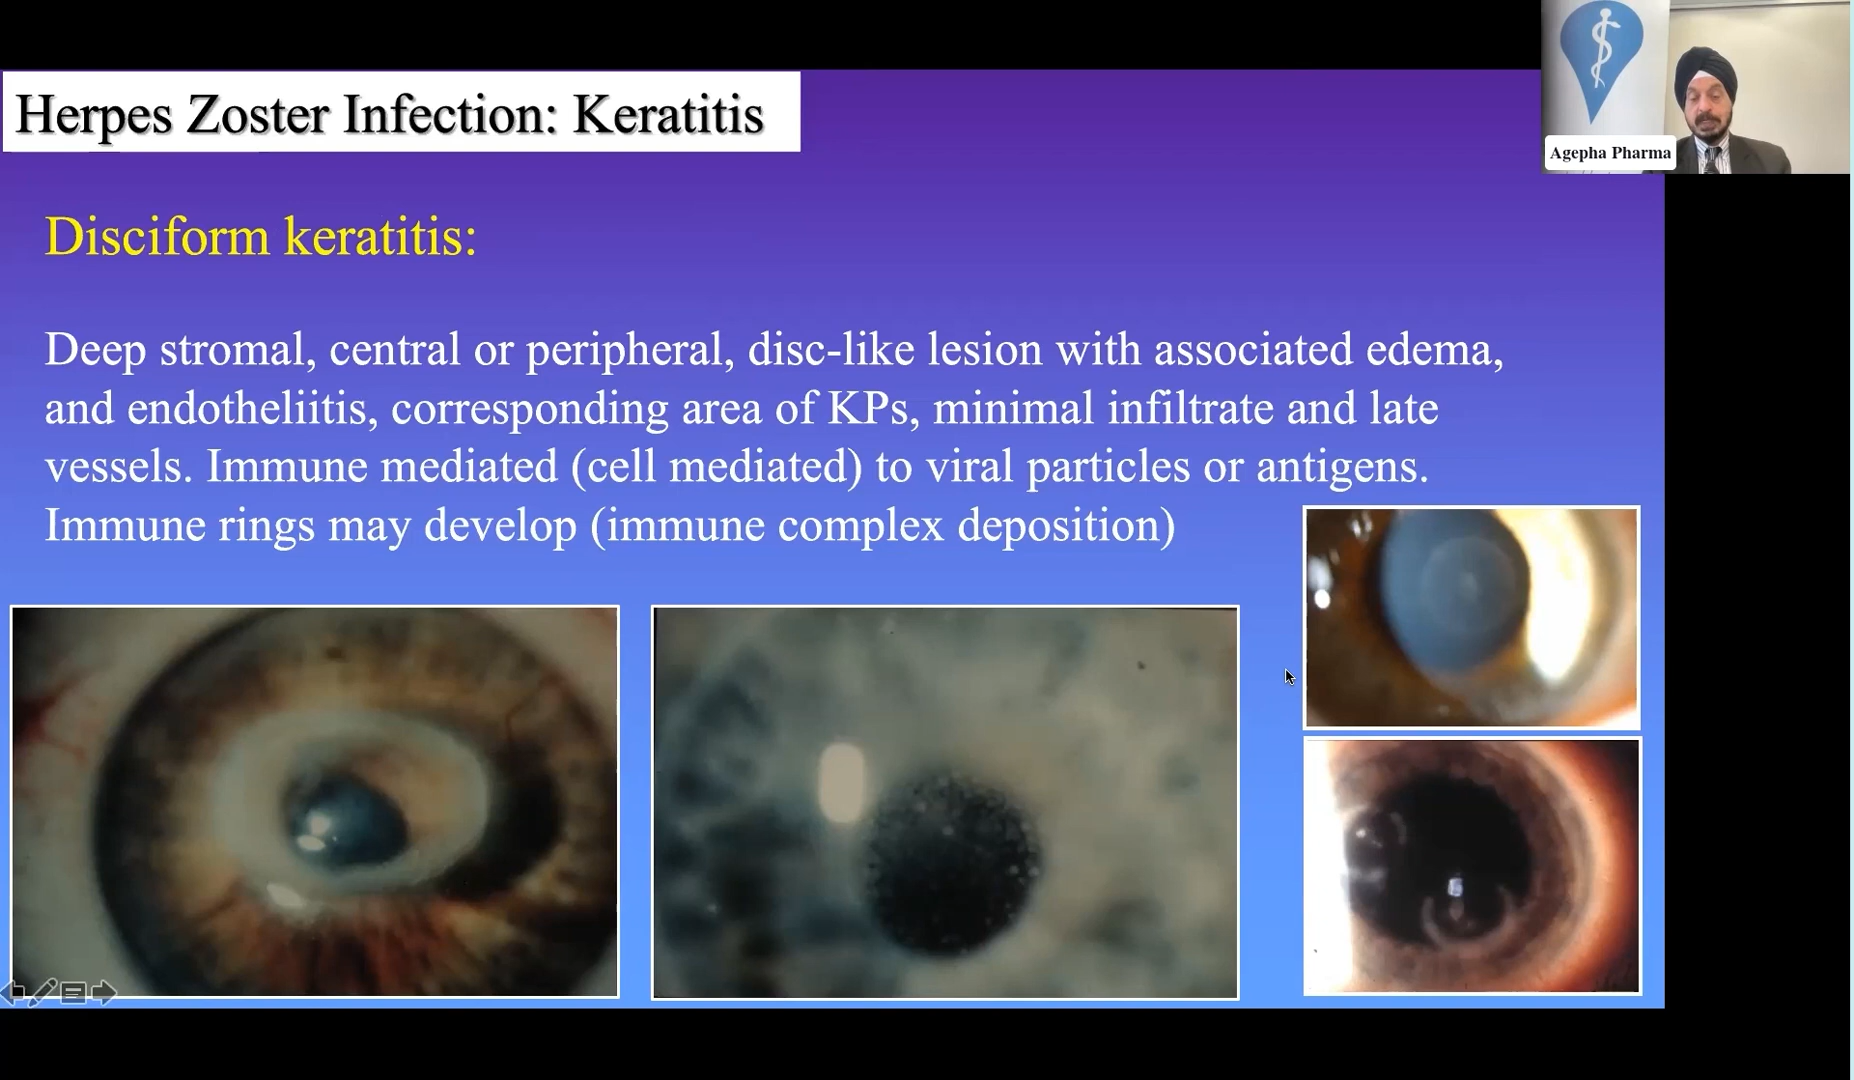 Herpes Zoster Infection: Keratitis
Agepha Pharma
Disciform keratitis:
Deep stromal, central or peripheral, disc-like lesion with associated edema,
and endotheliitis, corresponding area of KPs, minimal infiltrate and late
vessels. Immune mediated (cell mediated) to viral particles or antigens.
Immune rings may develop (immune complex deposition)